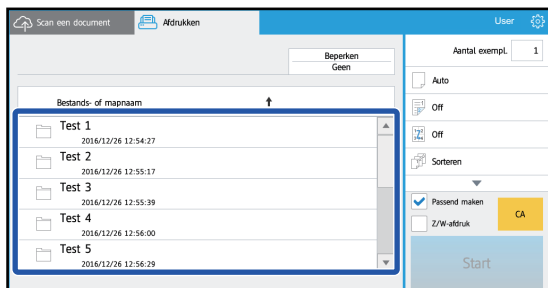 Scan een document
Afdrukken
User
Beperken
Geen
Bestands- of mapnaam
Test 1
2016/12/26 12:54:27
Test 2
2016/12/26 12:55:17
Test 3
2016/12/26 12:55:39
Test 4
2016/12/26 12:56:00
Test 5
2016/12/26 12:56:29
Aantal exempl. 1
Auto
Off
Off
Sorteren
Passend maken
Z/W-afdruk
CA
Start